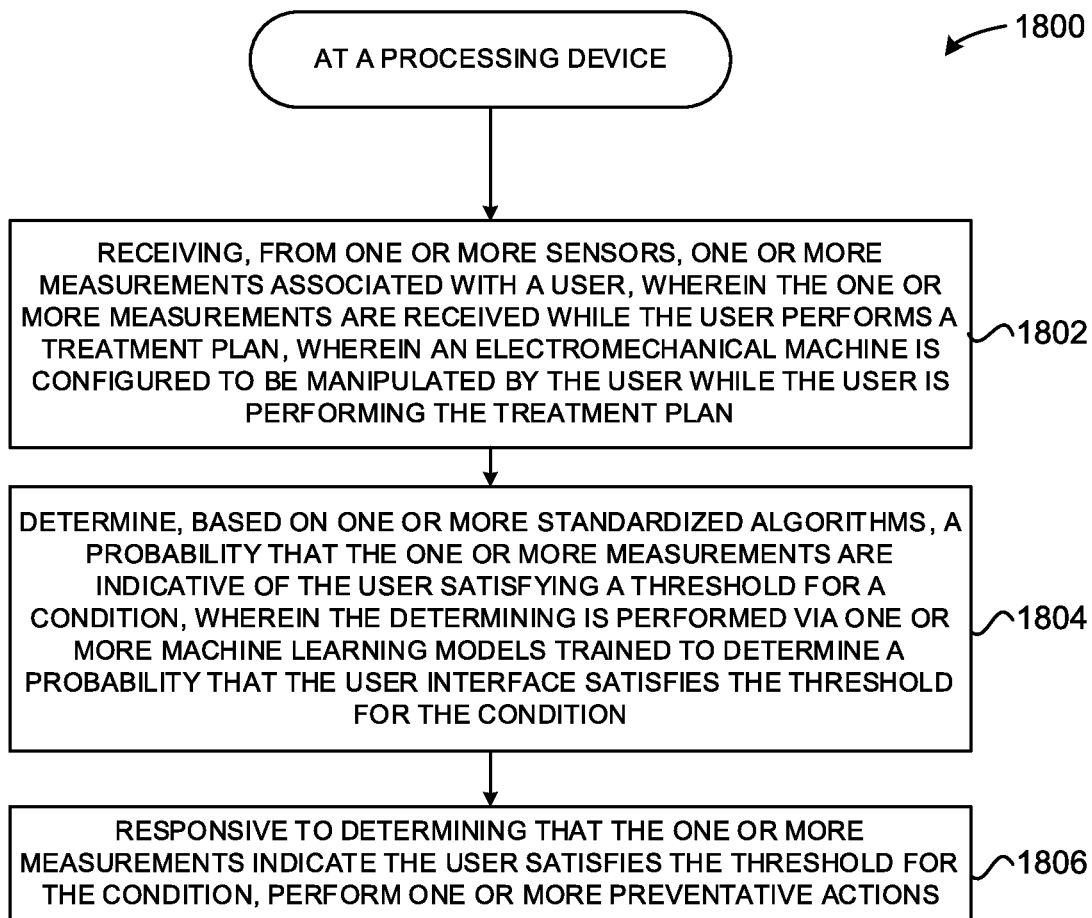 1800
AT A PROCESSING DEVICE
RECEIVING, FROM ONE OR MORE SENSORS, ONE OR MORE
MEASUREMENTS ASSOCIATED WITH A USER, WHEREIN THE ONE OR
MORE MEASUREMENTS ARE RECEIVED WHILE THE USER PERFORMS A
TREATMENT PLAN, WHEREIN AN ELECTROMECHANICAL MACHINE IS
CONFIGURED TO BE MANIPULATED BY THE USER WHILE THE USER IS
PERFORMING THE TREATMENT PLAN
1802
DETERMINE, BASED ON ONE OR MORE STANDARDIZED ALGORITHMS, A
PROBABILITY THAT THE ONE OR MORE MEASUREMENTS ARE
INDICATIVE OF THE USER SATISFYING A THRESHOLD FOR A
CONDITION, WHEREIN THE DETERMINING IS PERFORMED VIA ONE OR
MORE MACHINE LEARNING MODELS TRAINED TO DETERMINE A
PROBABILITY THAT THE USER INTERFACE SATISFIES THE THRESHOLD
FOR THE CONDITION
1804
RESPONSIVE TO DETERMINING THAT THE ONE OR MORE
MEASUREMENTS INDICATE THE USER SATISFIES THE THRESHOLD FOR
THE CONDITION, PERFORM ONE OR MORE PREVENTATIVE ACTIONS
1806